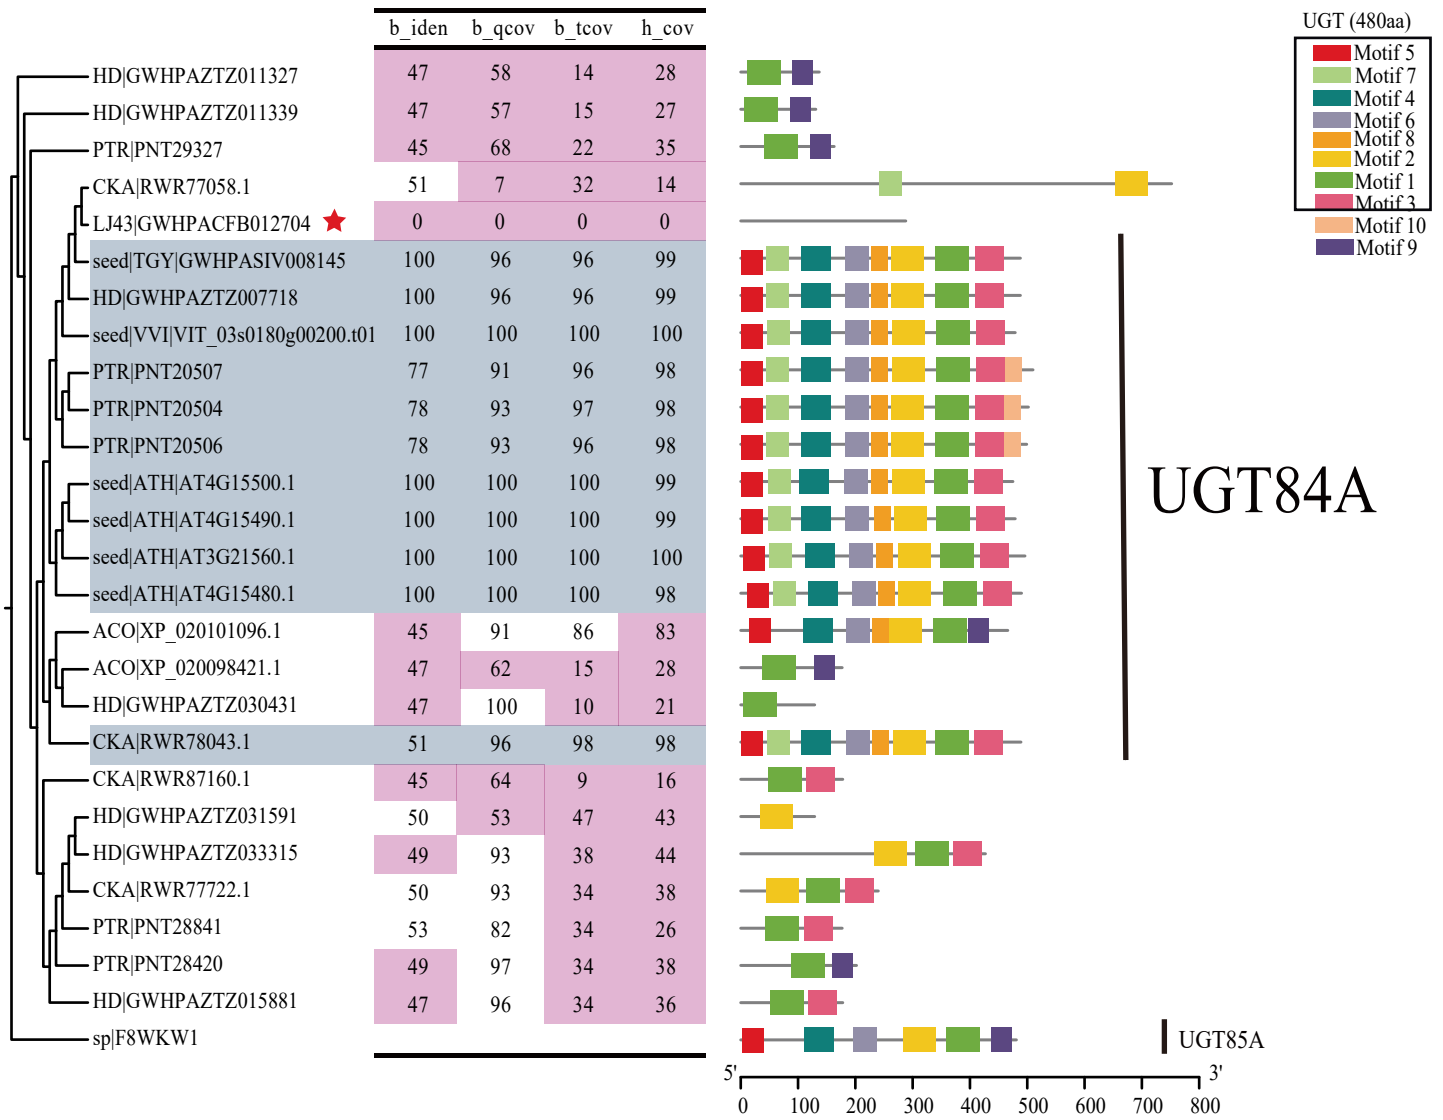 b_iden b_qcov b_tcov h_cov
HD|GWHPAZTZ011327 47 58 14 28
HD|GWHPAZTZ011339 47 57 15 27
PTR|PNT29327 45 68 22 35
CKA|RWR77058.1 51 7 32 14
LJ43|GWHPACFB012704 0 0 0 0
seed|TGY|GWHPASIV008145 100 96 96 99
HD|GWHPAZTZ007718 100 96 96 99
seed|VVI|VIT_03s0180g00200.t01 100 100 100 100
PTR|PNT20507 77 91 96 98
PTR|PNT20504 78 93 97 98
PTR|PNT20506 78 93 96 98
seed|ATH|AT4G15500.1 100 100 100 99
seed|ATH|AT4G15490.1 100 100 100 99
seed|ATH|AT3G21560.1 100 100 100 100
seed|ATH|AT4G15480.1 100 100 100 98
ACO|XP_020101096.1 45 91 86 83
ACO|XP_020098421.1 47 62 15 28
HD|GWHPAZTZ030431 47 100 10 21
CKA|RWR78043.1 51 96 98 98
CKA|RWR87160.1 45 64 9 16
HD|GWHPAZTZ031591 50 53 47 43
HD|GWHPAZTZ033315 49 93 38 44
CKA|RWR77722.1 50 93 34 38
PTR|PNT28841 53 82 34 26
PTR|PNT28420 49 97 34 38
HD|GWHPAZTZ015881 47 96 34 36
sp|F8WKW1
UGT (480aa)
Motif 5
Motif 7
Motif 4
Motif 6
Motif 8
Motif 2
Motif 1
Motif 3
Motif 10
Motif 9
UGT84A
UGT85A
5' 3'
0 100 200 300 400 500 600 700 800